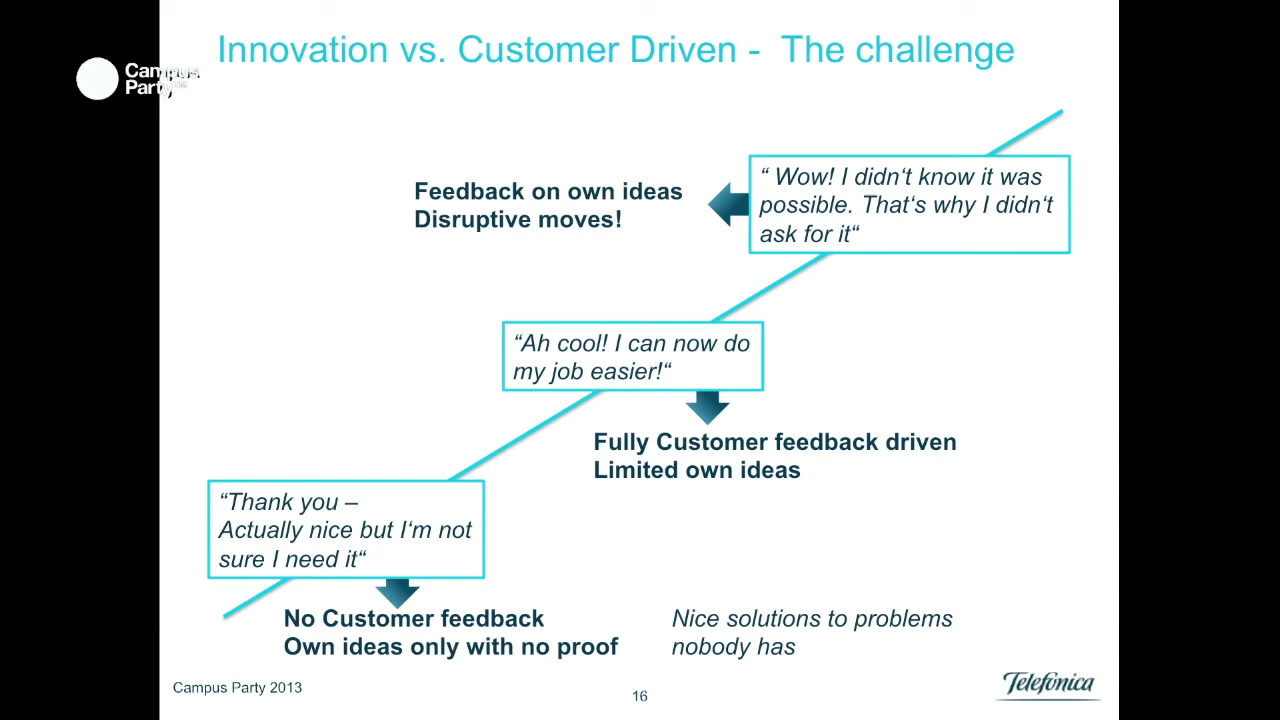 Innovation vs. Customer Driven - The challenge
Campus
Party™
Feedback on own ideas
Disruptive moves!
“ Wow! I didn‘t know it was
possible. That‘s why I didn‘t
ask for it“
“Ah cool! I can now do
my job easier!“
Fully Customer feedback driven
Limited own ideas
“Thank you –
Actually nice but I‘m not
sure I need it“
No Customer feedback
Own ideas only with no proof
Nice solutions to problems
nobody has
Campus Party 2013
16
Telefónica